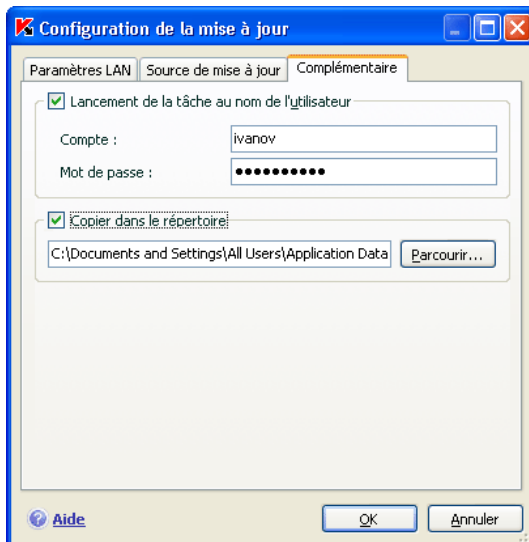 Configuration de la mise à jour
Paramètres LAN Source de mise à jour Complémentaire
Lancement de la tâche au nom de l'utilisateur
Compte : ivanov
Mot de passe : ●●●●●●●●●●
Copier dans le répertoire
C:\Documents and Settings\All Users\Application Data Parcourir...
Aide OK Annuler